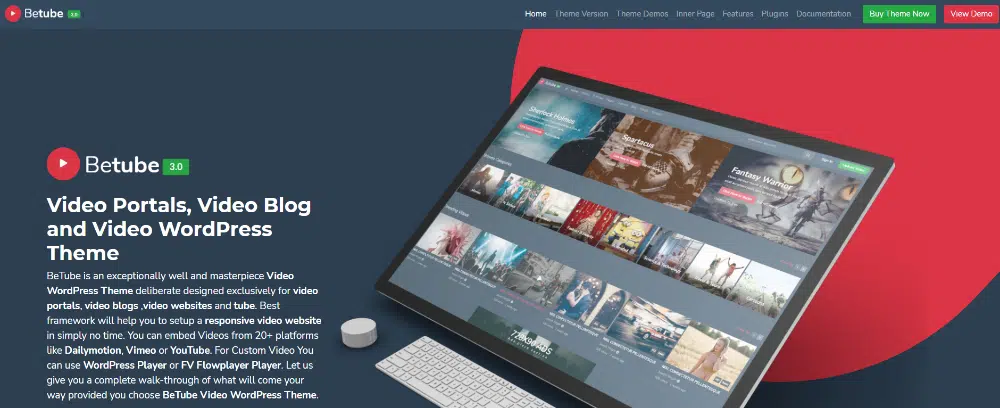 Betube 3.0
Home Theme Version Theme Demos Inner Page Features Plugins Documentation Buy Theme Now View Demo
Betube 3.0
Video Portals, Video Blog
and Video WordPress
Theme
BeTube is an exceptionally well and masterpiece Video
WordPress Theme deliberate designed exclusively for video
portals, video blogs ,video websites and tube. Best
framework will help you to setup a responsive video website
in simply no time. You can embed Videos from 20+ platforms
like Dailymotion, Vimeo or YouTube. For Custom Video You
can use WordPress Player or FV Flowplayer Player. Let us
give you a complete walk-through of what will come your
way provided you choose BeTube Video WordPress Theme.
Sherlock Holmes
Spartacus
Fantasy Warrior
728x90 ADS